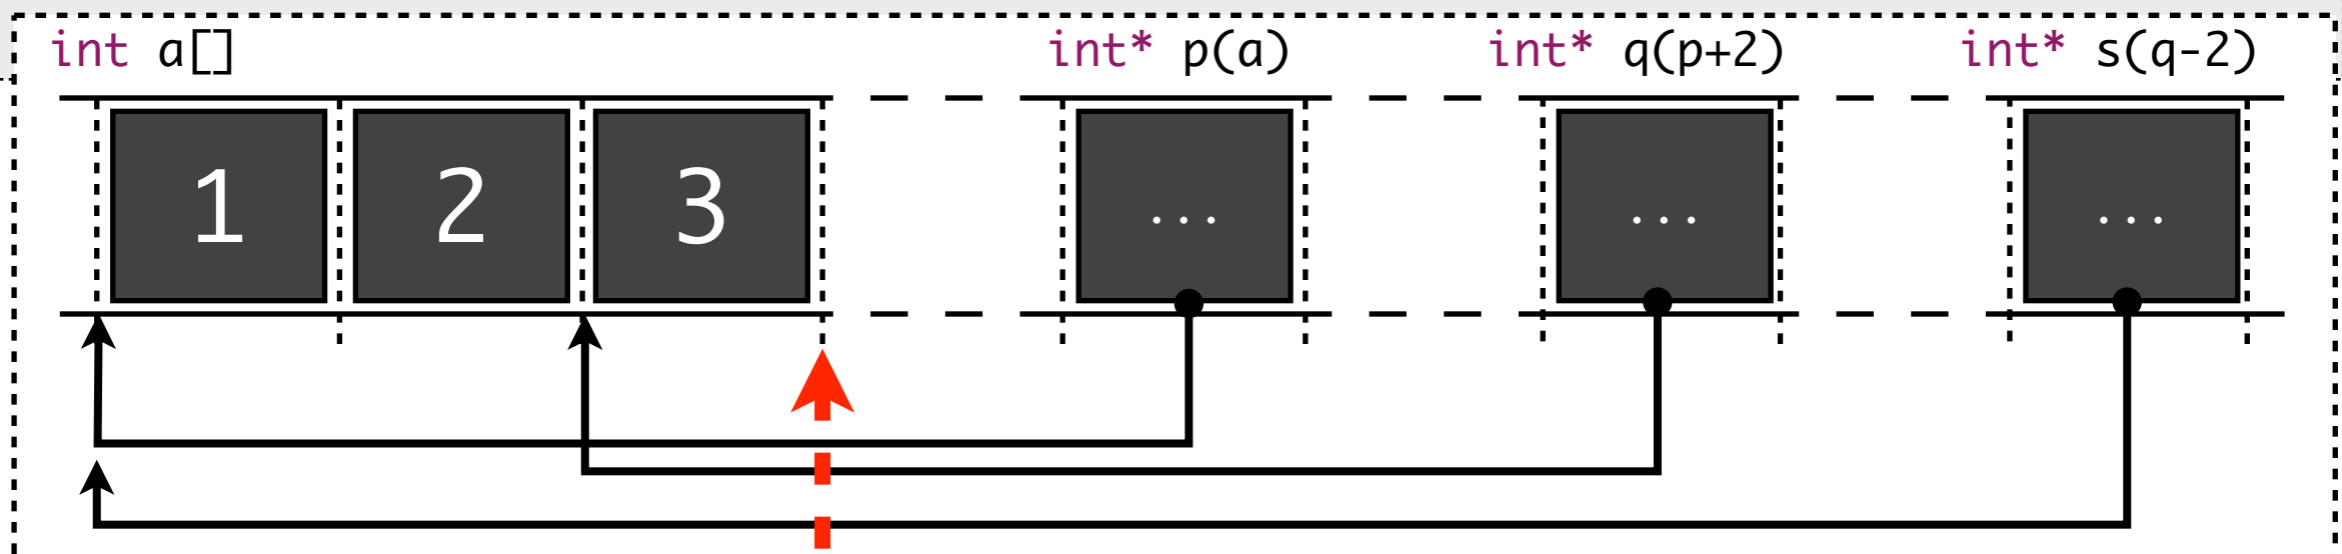 int a[] int* p(a) int* q(p+2) int* s(q-2)
1 2 3 ... ... ...